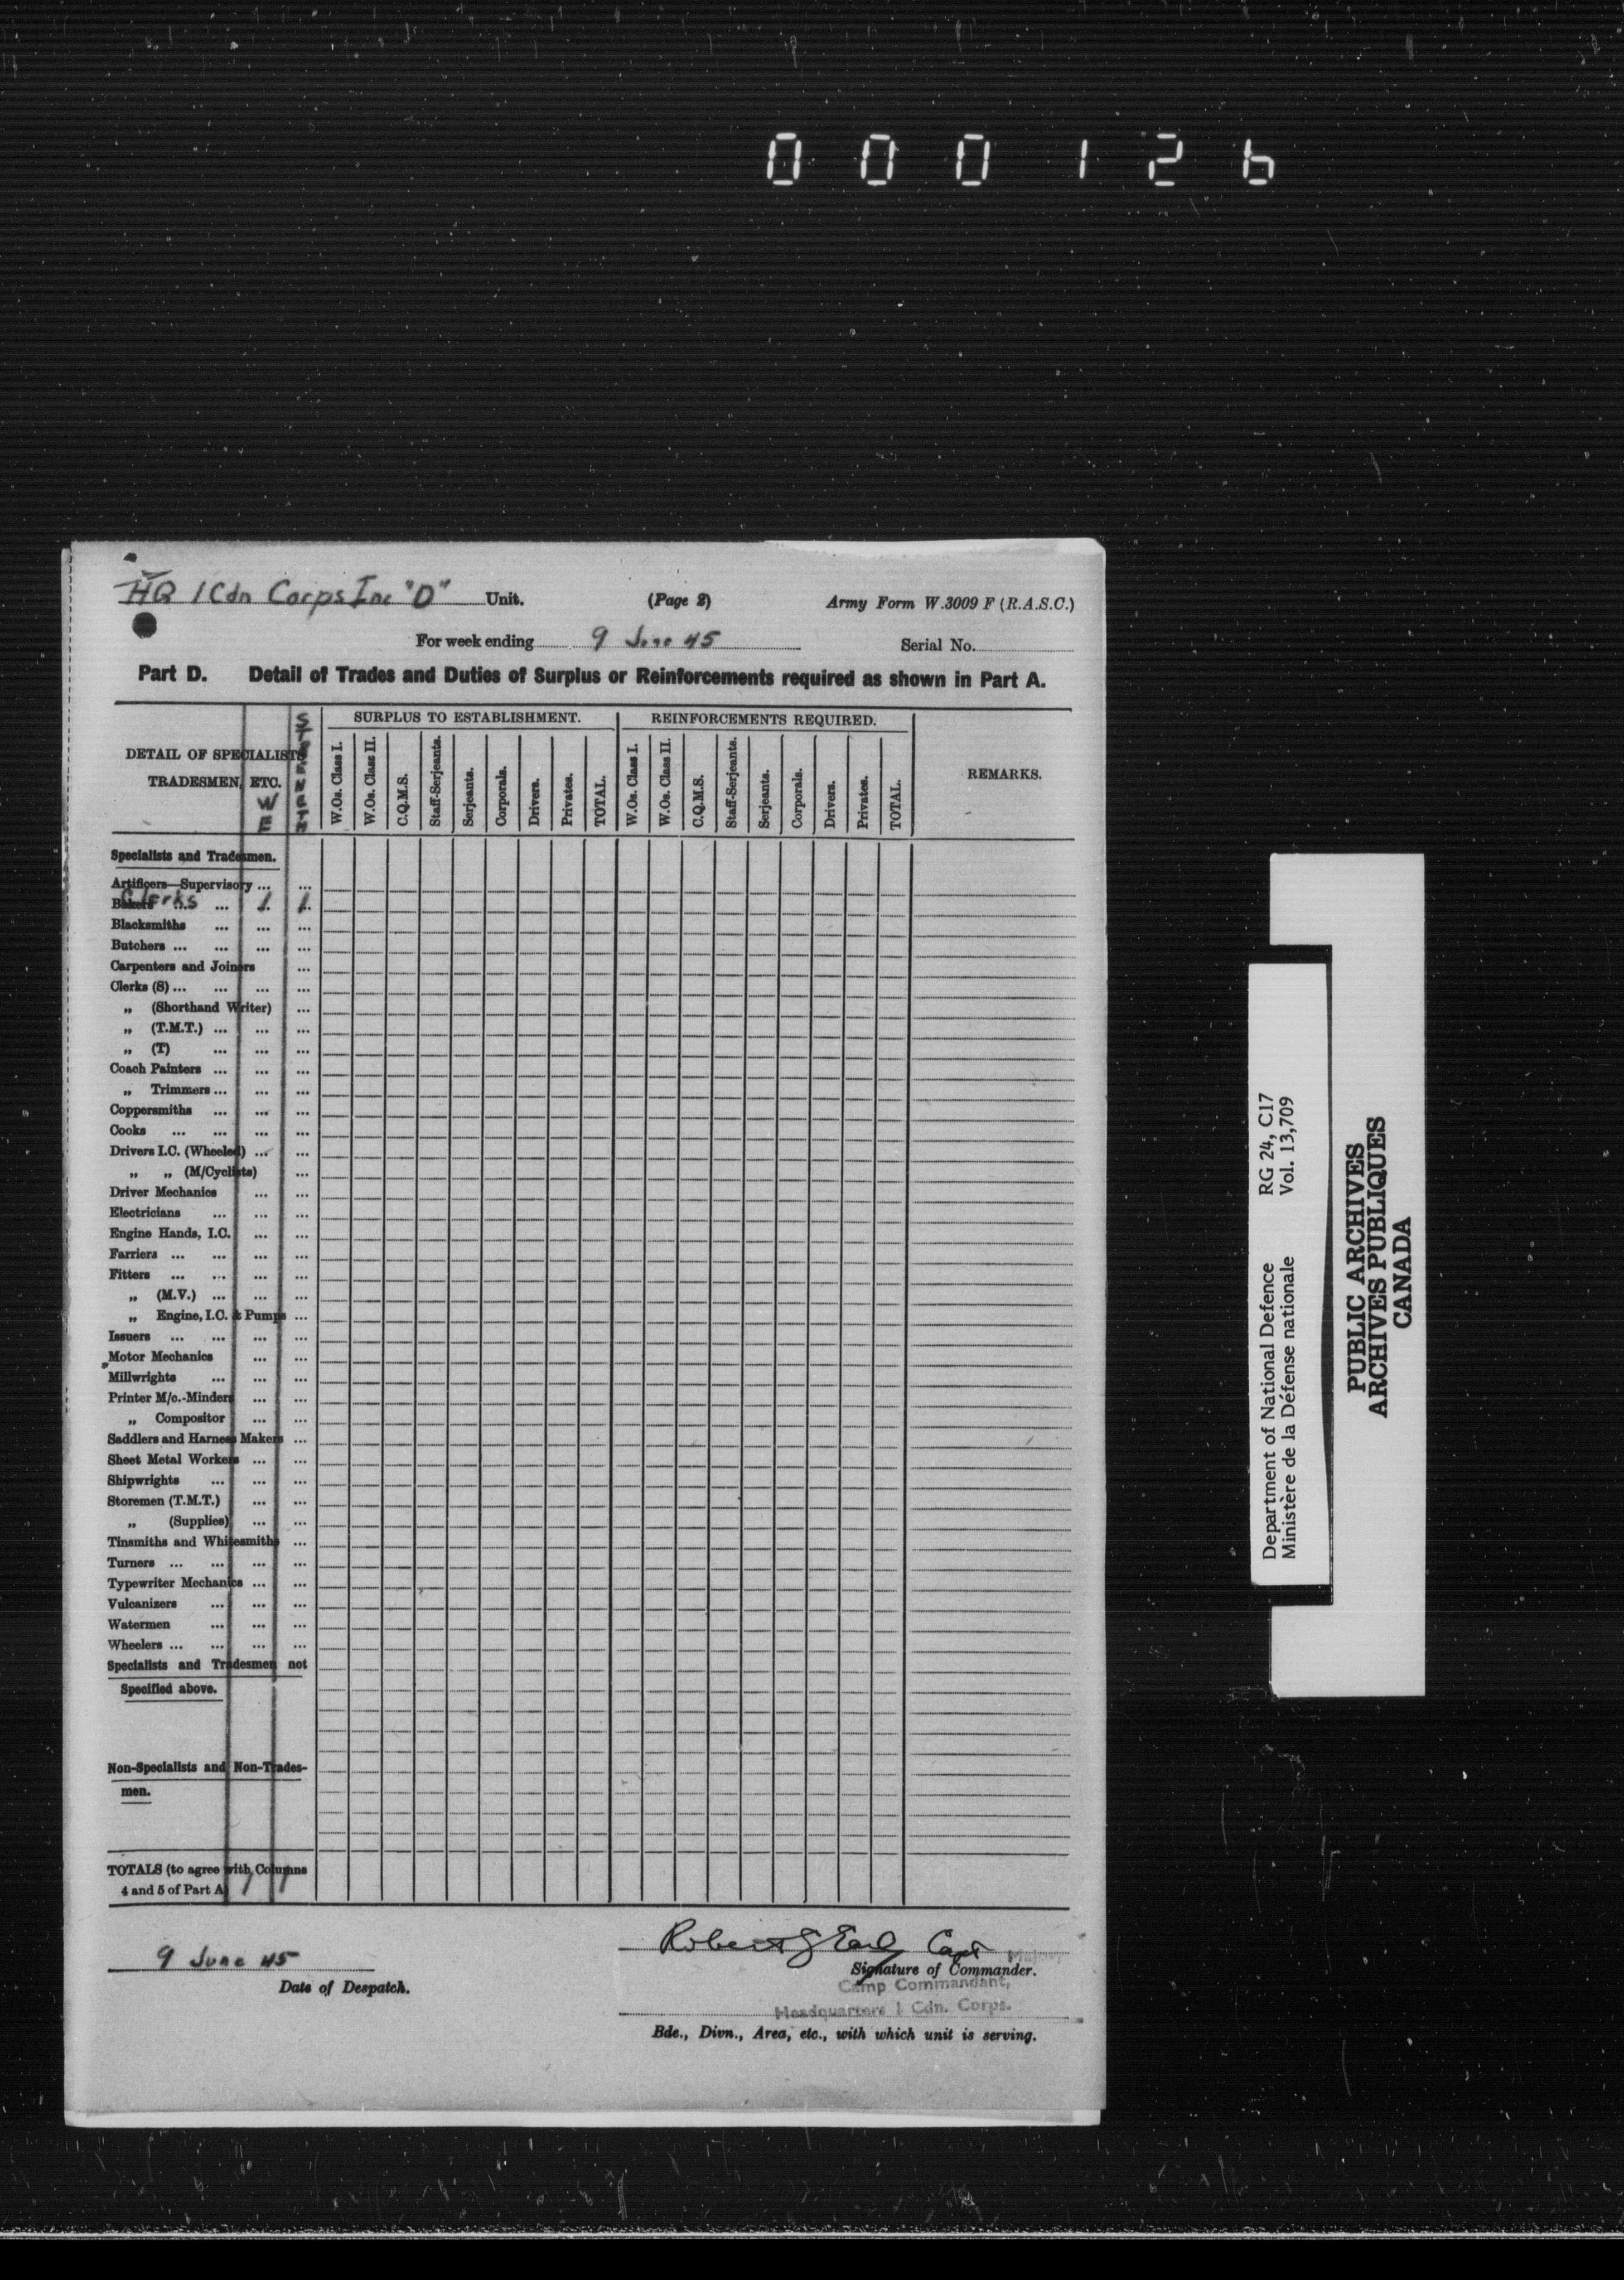 000126
HQ 1 Cdn Corps Inc "D" Unit. (Page 2) Army Form W.3009 F (R.A.S.C.)
For week ending 9 June 45 Serial No.
Part D. Detail of Trades and Duties of Surplus or Reinforcements required as shown in Part A.
DETAIL OF SPECIALISTS
TRADESMEN, ETC.
WE
STRENGTH
SURPLUS TO ESTABLISHMENT.
W.Os. Class I.
W.Os. Class II.
C.Q.M.S.
Staff-Serjeants.
Serjeants.
Corporals.
Drivers.
Privates.
TOTAL.
REINFORCEMENTS REQUIRED.
W.Os. Class I.
W.Os. Class II.
C.Q.M.S.
Staff-Serjeants.
Serjeants.
Corporals.
Drivers.
Privates.
TOTAL.
REMARKS.
Specialists and Tradesmen.
Artificers—Supervisory ... ...
Bakers ... ...
Clerks 1 1
Blacksmiths ... ... ...
Butchers ... ... ... ...
Carpenters and Joiners ...
Clerks (S) ... ... ... ...
„ (Shorthand Writer) ...
„ (T.M.T.) ... ... ...
„ (T) ... ... ...
Coach Painters ... ... ...
„ Trimmers ... ... ...
Coppersmiths ... ... ...
Cooks ... ... ... ...
Drivers I.C. (Wheeled) ... ...
„ „ (M/Cyclists) ...
Driver Mechanics ... ...
Electricians ... ... ...
Engine Hands, I.C. ... ...
Farriers ... ... ... ...
Fitters ... ... ... ...
„ (M.V.) ... ... ...
„ Engine, I.C. & Pumps ...
Issuers ... ... ... ...
Motor Mechanics ... ...
Millwrights ... ... ...
Printer M/c.-Minders ... ...
„ Compositor ... ...
Saddlers and Harness Makers ...
Sheet Metal Workers ... ...
Shipwrights ... ... ...
Storemen (T.M.T.) ... ...
„ (Supplies) ... ...
Tinsmiths and Whitesmiths ...
Turners ... ... ... ...
Typewriter Mechanics ... ...
Vulcanizers ... ... ...
Watermen ... ... ...
Wheelers ... ... ... ...
Specialists and Tradesmen not
Specified above.
Non-Specialists and Non-Trades-
men.
TOTALS (to agree with Columns
4 and 5 of Part A) 1 1
9 June 45
Date of Despatch.
Robert Earl Capt
Major,
Signature of Commander.
Camp Commandant,
Headquarters 1 Cdn. Corps.
Bde., Divn., Area, etc., with which unit is serving.
Department of National Defence RG 24, C17
Ministère de la Défense nationale Vol. 13,709
PUBLIC ARCHIVES
ARCHIVES PUBLIQUES
CANADA